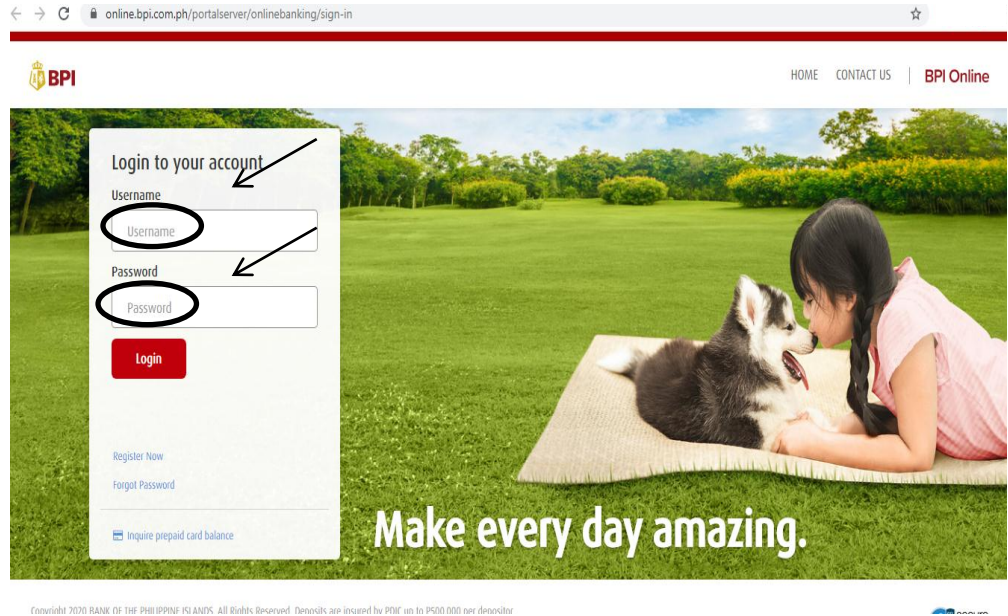 online.bpi.com.ph/portalserver/onlinebanking/sign-in
BPI
HOME CONTACT US BPI Online
Login to your account
Username
Username
Password
Password
Login
Register Now
Forgot Password
Inquire prepaid card balance
Make every day amazing.
Copyright 2020 BANK OF THE PHILIPPINE ISLANDS. All Rights Reserved. Deposits are insured by PDIC up to P500,000 per depositor